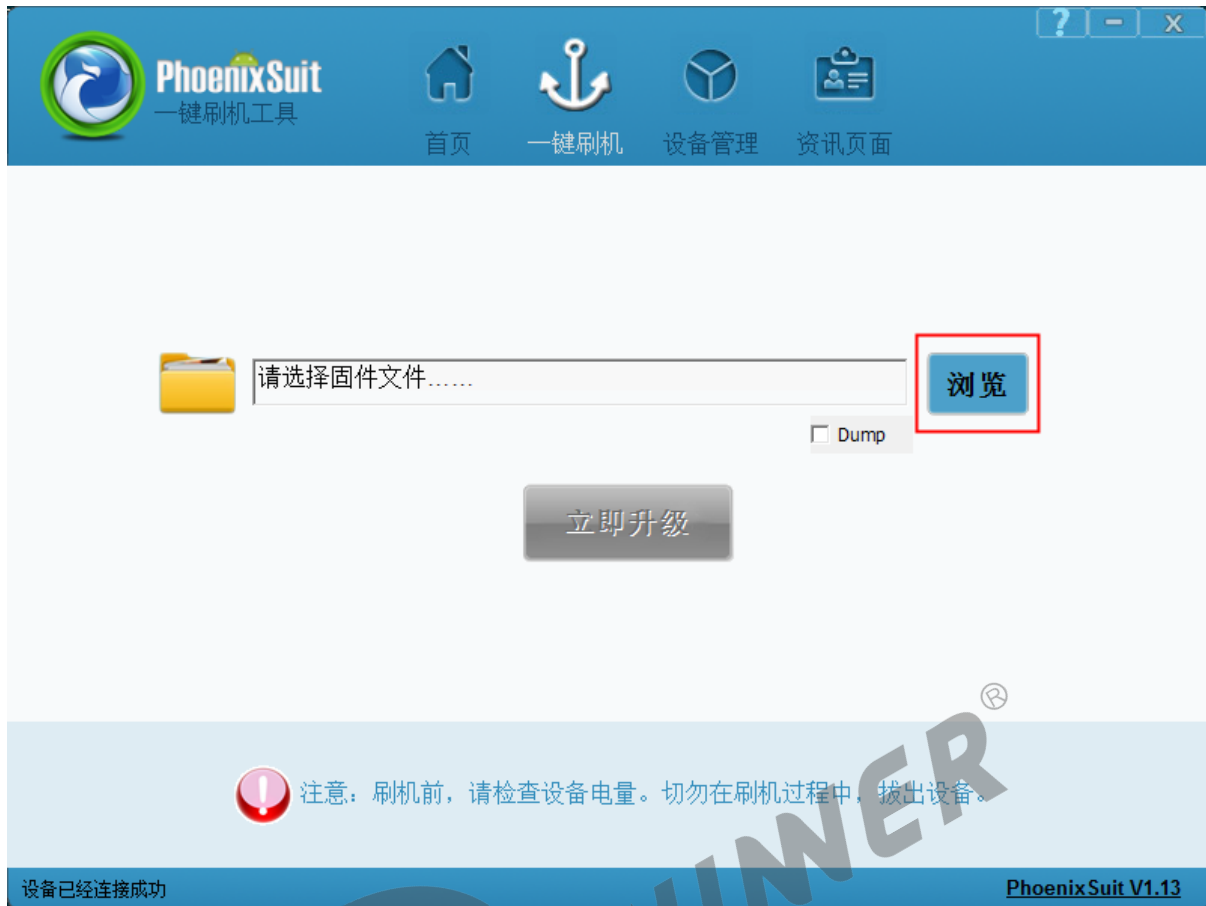 ? - X
PhoenixSuit
一键刷机工具
首页 一键刷机 设备管理 资讯页面
请选择固件文件……
浏览
Dump
立即升级
注意：刷机前，请检查设备电量。切勿在刷机过程中，拔出设备。
设备已经连接成功
PhoenixSuit V1.13